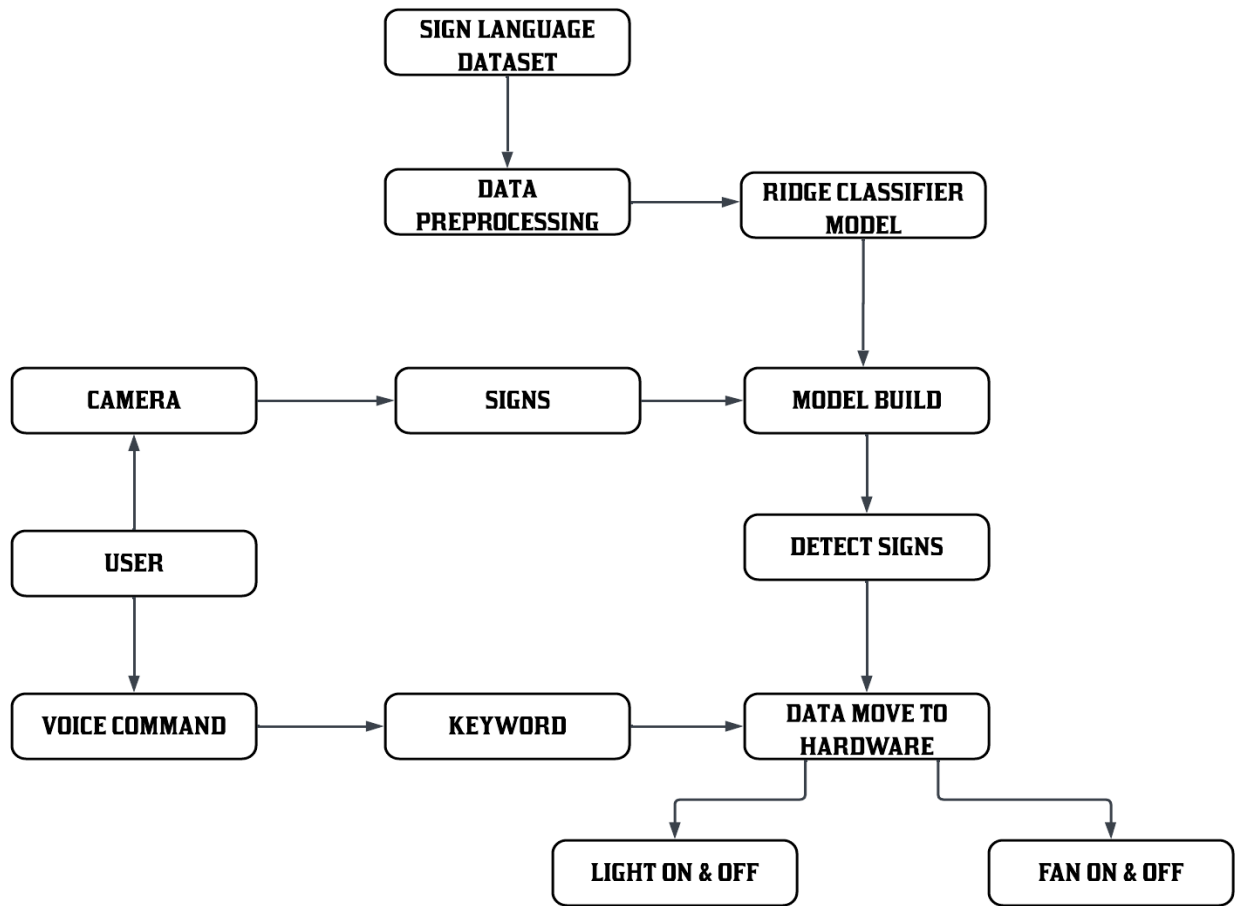 SIGN LANGUAGE
DATASET
DATA
PREPROCESSING
RIDGE CLASSIFIER
MODEL
CAMERA
SIGNS
MODEL BUILD
USER
DETECT SIGNS
VOICE COMMAND
KEYWORD
DATA MOVE TO
HARDWARE
LIGHT ON & OFF
FAN ON & OFF